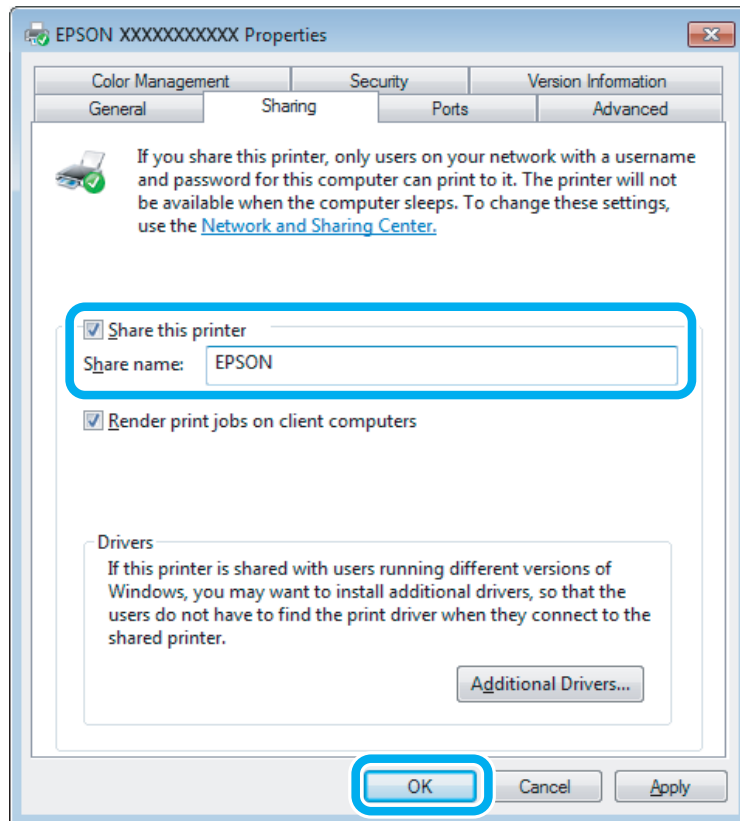 EPSON XXXXXXXXXXX Properties
Color Management Security Version Information
General Sharing Ports Advanced
If you share this printer, only users on your network with a username
and password for this computer can print to it. The printer will not
be available when the computer sleeps. To change these settings,
use the Network and Sharing Center.
Share this printer
Share name: EPSON
Render print jobs on client computers
Drivers
If this printer is shared with users running different versions of
Windows, you may want to install additional drivers, so that the
users do not have to find the print driver when they connect to the
shared printer.
Additional Drivers...
OK Cancel Apply